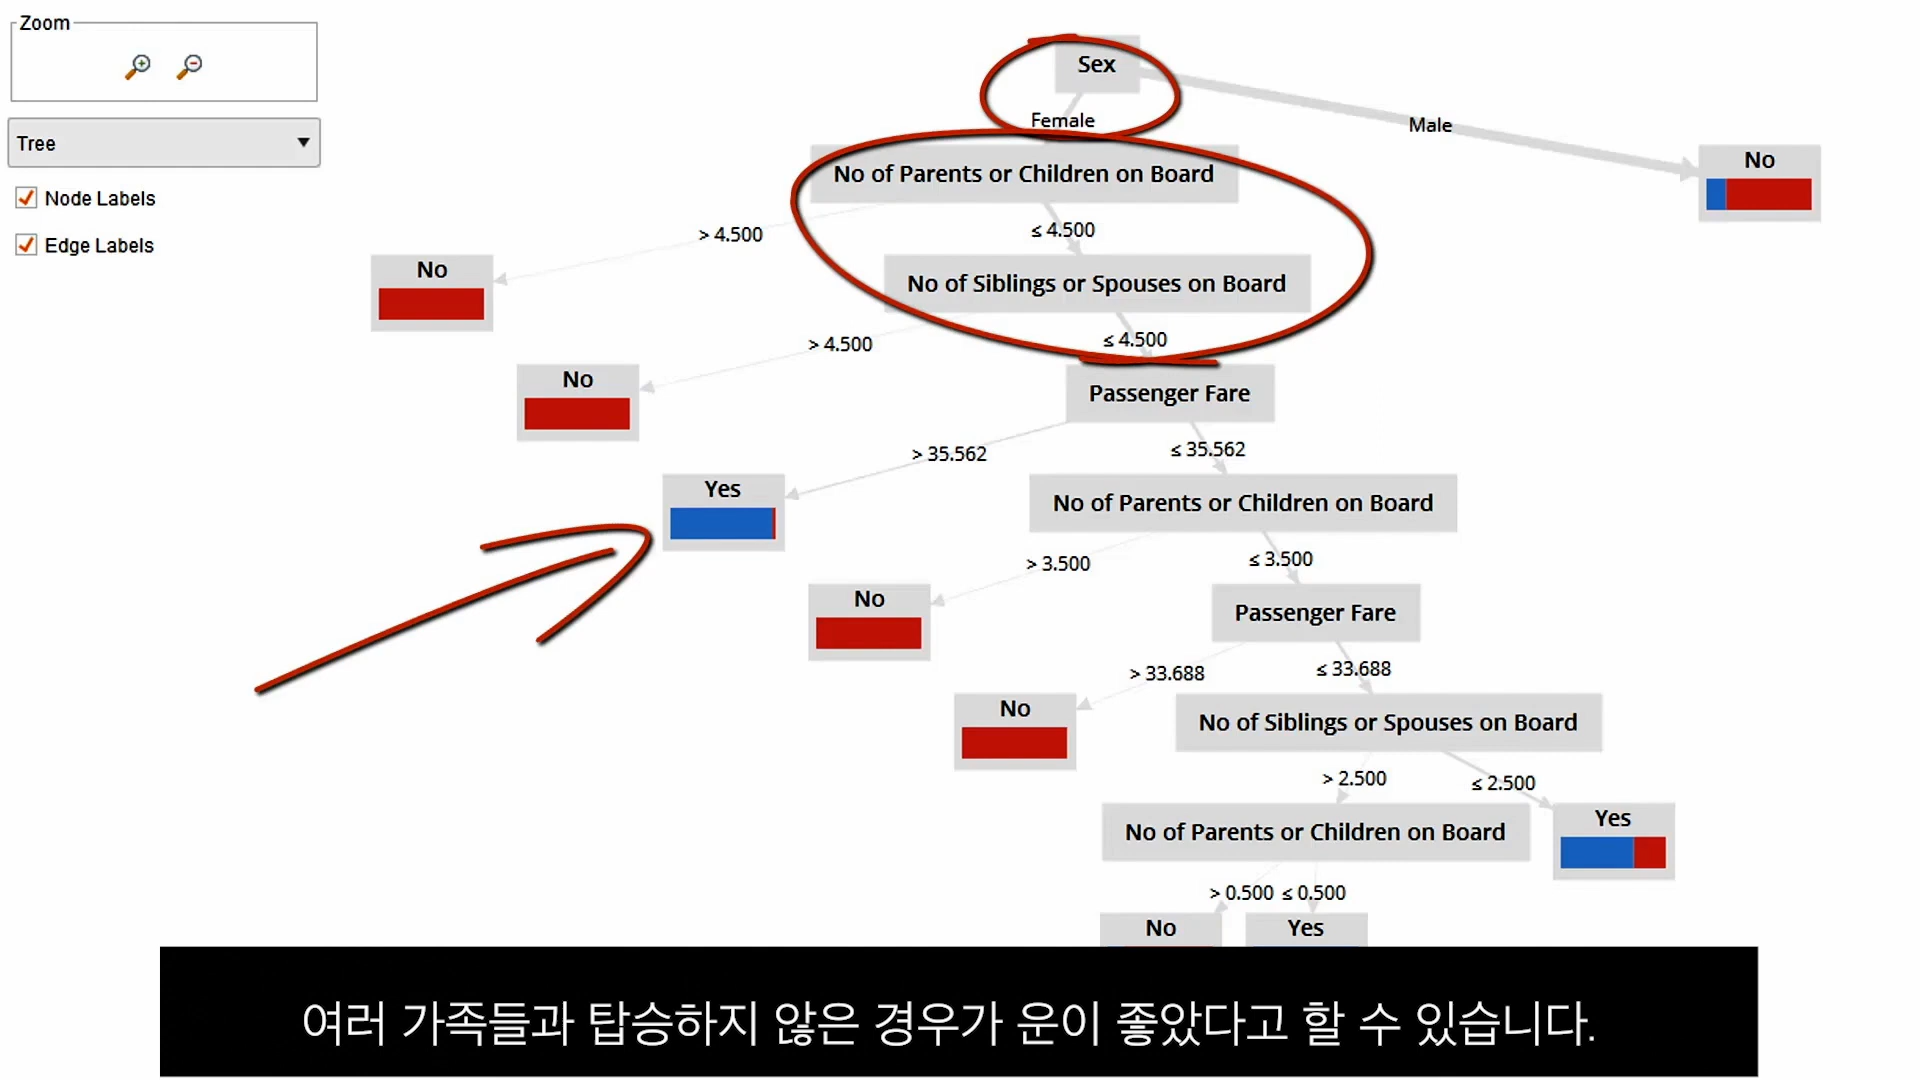 Zoom
Tree
Node Labels
Edge Labels
Sex
Female
Male
No
No of Parents or Children on Board
> 4.500
≤ 4.500
No
No of Siblings or Spouses on Board
> 4.500
≤ 4.500
No
Passenger Fare
> 35.562
≤ 35.562
Yes
No of Parents or Children on Board
> 3.500
≤ 3.500
No
Passenger Fare
> 33.688
≤ 33.688
No
No of Siblings or Spouses on Board
> 2.500
≤ 2.500
No of Parents or Children on Board
Yes
> 0.500
≤ 0.500
No
Yes
여러 가족들과 탑승하지 않은 경우가 운이 좋았다고 할 수 있습니다.